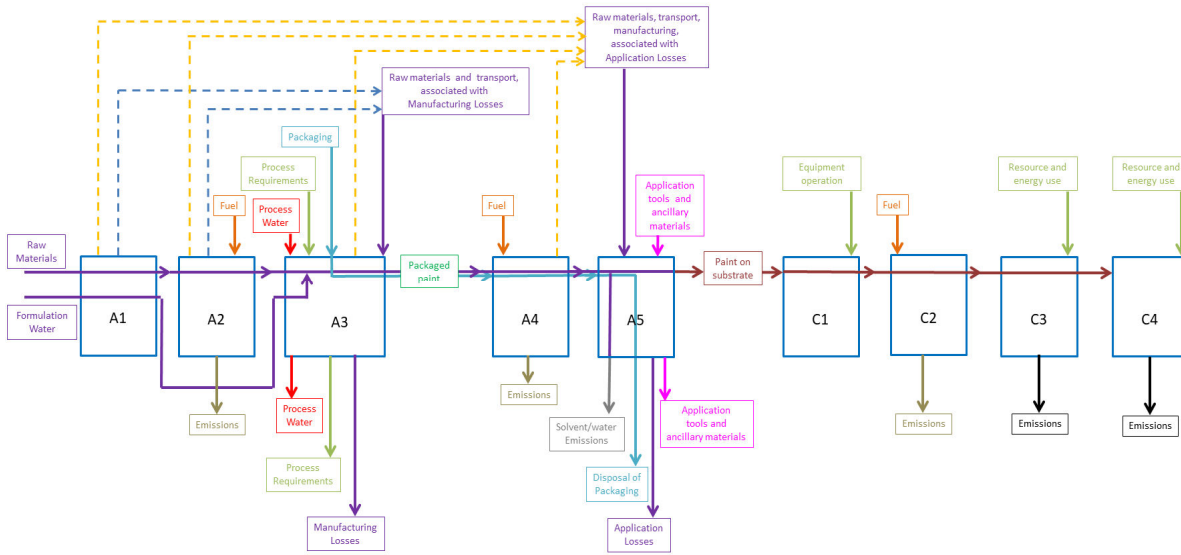 Raw materials, transport,
manufacturing,
associated with
Application Losses
Raw materials and transport,
associated with
Manufacturing Losses
Packaging
Process
Requirements
Fuel
Process
Water
Fuel
Application
tools and
ancillary
materials
Equipment
operation
Fuel
Resource and
energy use
Resource and
energy use
Raw
Materials
Formulation
Water
Packaged
paint
Paint on
substrate
A1
A2
A3
A4
A5
C1
C2
C3
C4
Emissions
Process
Water
Process
Requirements
Manufacturing
Losses
Emissions
Solvent/water
Emissions
Application
tools and
ancillary materials
Disposal of
Packaging
Application
Losses
Emissions
Emissions
Emissions